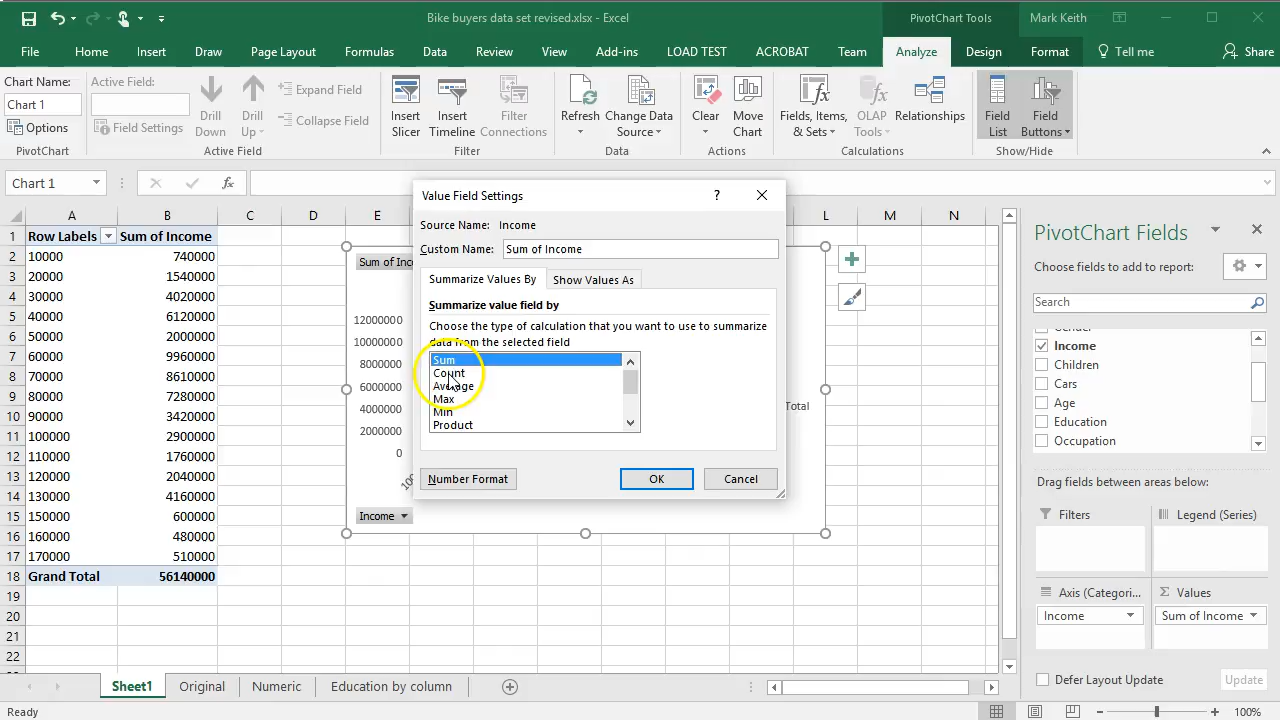 Bike buyers data set revised.xlsx - Excel
PivotChart Tools
Mark Keith
File Home Insert Draw Page Layout Formulas Data Review View Add-ins LOAD TEST ACROBAT Team Analyze Design Format Tell me Share
Chart Name:
Chart 1
Options
PivotChart
Active Field:
Field Settings
Drill Down
Drill Up
Expand Field
Collapse Field
Active Field
Insert Slicer
Insert Timeline
Filter Connections
Filter
Refresh
Change Data Source
Data
Clear
Move Chart
Actions
Fields, Items, & Sets
OLAP Tools
Relationships
Calculations
Field List
Field Buttons
Show/Hide
Chart 1
fx
A B C D E L M N
1 Row Labels Sum of Income
2 10000 740000
3 20000 1540000
4 30000 4020000
5 40000 6120000
6 50000
7 60000 9960000
8 70000 8610000
9 80000 7280000
10 90000 3420000
11 100000 2900000
12 110000 1760000
13 120000 2040000
14 130000 4160000
15 150000 600000
16 160000 480000
17 170000 510000
18 Grand Total 56140000
19
20
21
22
Sum of Inco
12000000
10000000
8000000
6000000
4000000
2000000
0
Total
Income
Value Field Settings
?
Source Name: Income
Custom Name: Sum of Income
Summarize Values By Show Values As
Summarize value field by
Choose the type of calculation that you want to use to summarize
data from the selected field
Sum
Count
Average
Max
Min
Product
Number Format OK Cancel
PivotChart Fields
Choose fields to add to report:
Search
Income
Children
Cars
Age
Education
Occupation
Drag fields between areas below:
Filters
Legend (Series)
Axis (Categori...
Σ Values
Income
Sum of Income
Defer Layout Update
Update
Sheet1 Original Numeric Education by column
Ready
100%